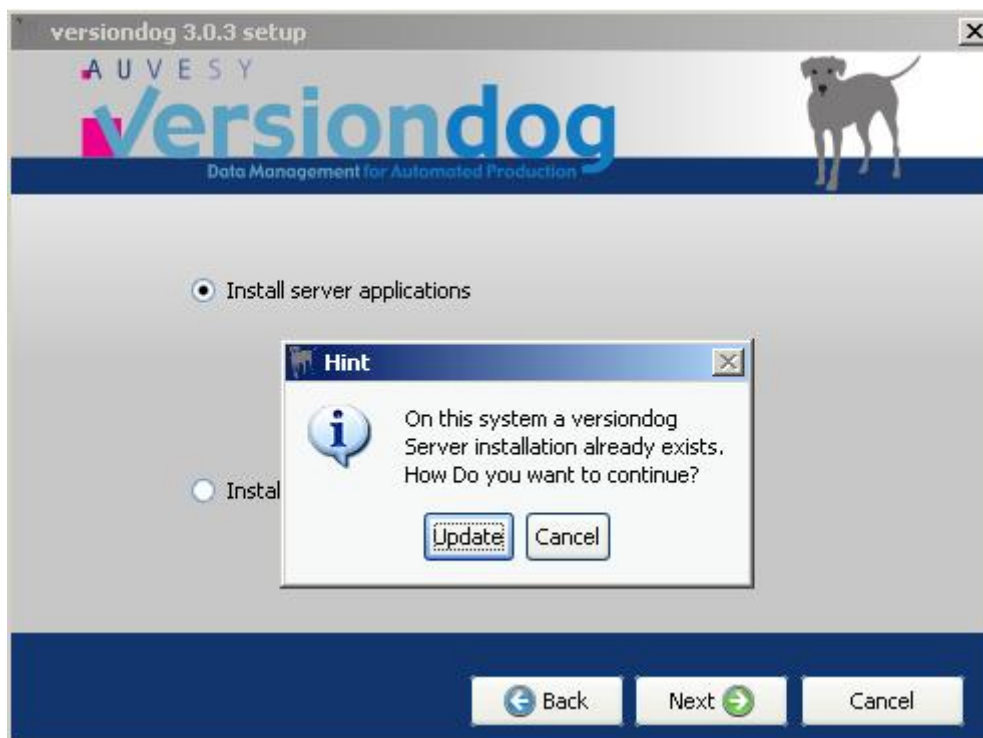 versiondog 3.0.3 setup
AUVESY
versiondog
Data Management for Automated Production
Install server applications
Hint
On this system a versiondog
Server installation already exists.
How Do you want to continue?
Instal
Update Cancel
Back Next Cancel